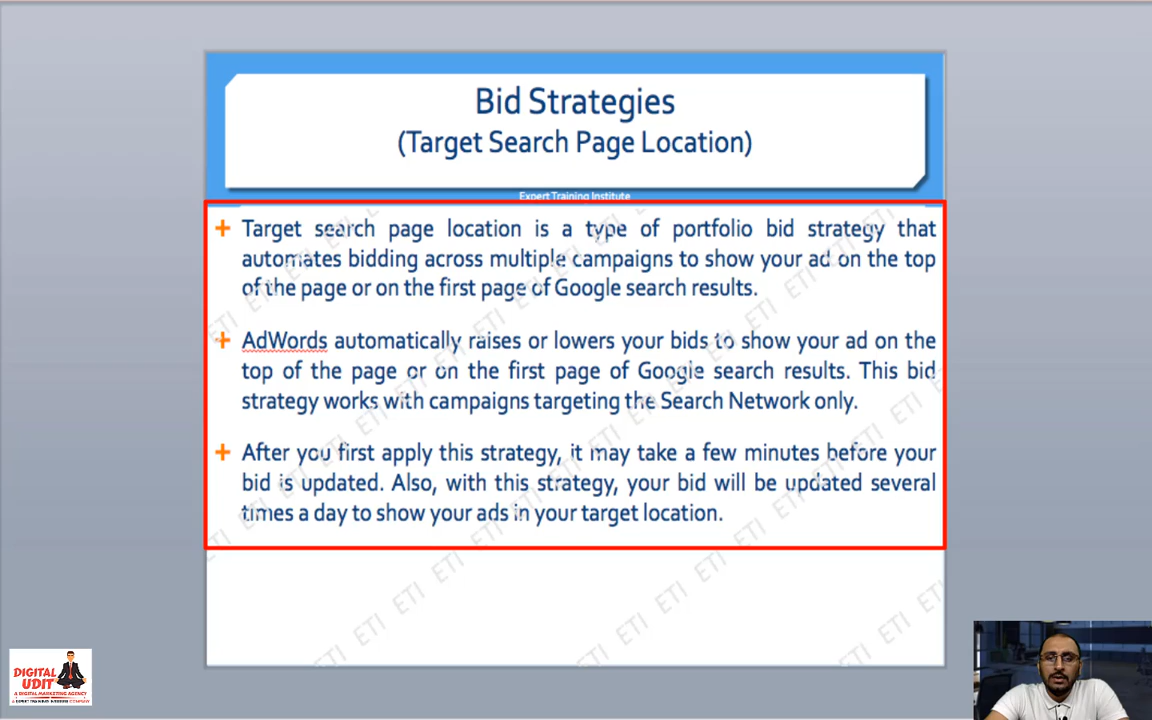 Bid Strategies
(Target Search Page Location)
Expert Training Institute
Target search page location is a type of portfolio bid strategy that
automates bidding across multiple campaigns to show your ad on the top
of the page or on the first page of Google search results.
AdWords automatically raises or lowers your bids to show your ad on the
top of the page or on the first page of Google search results. This bid
strategy works with campaigns targeting the Search Network only.
After you first apply this strategy, it may take a few minutes before your
bid is updated. Also, with this strategy, your bid will be updated several
times a day to show your ads in your target location.
DIGITAL
UDIT
A DIGITAL MARKETING AGENCY